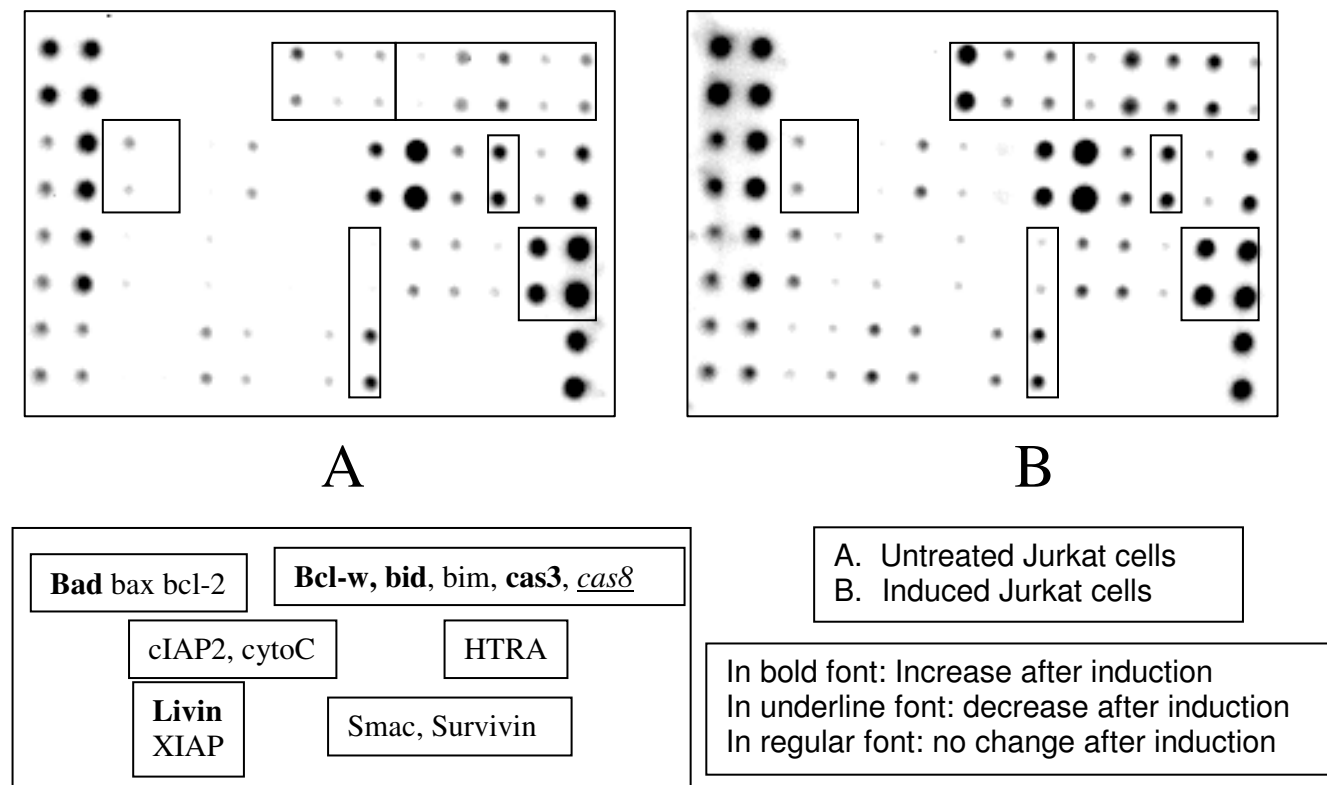 A
B
Bad bax bcl-2
Bcl-w, bid, bim, cas3, cas8
cIAP2, cytoC
HTRA
Livin
XIAP
Smac, Survivin
A. Untreated Jurkat cells
B. Induced Jurkat cells
In bold font: Increase after induction
In underline font: decrease after induction
In regular font: no change after induction